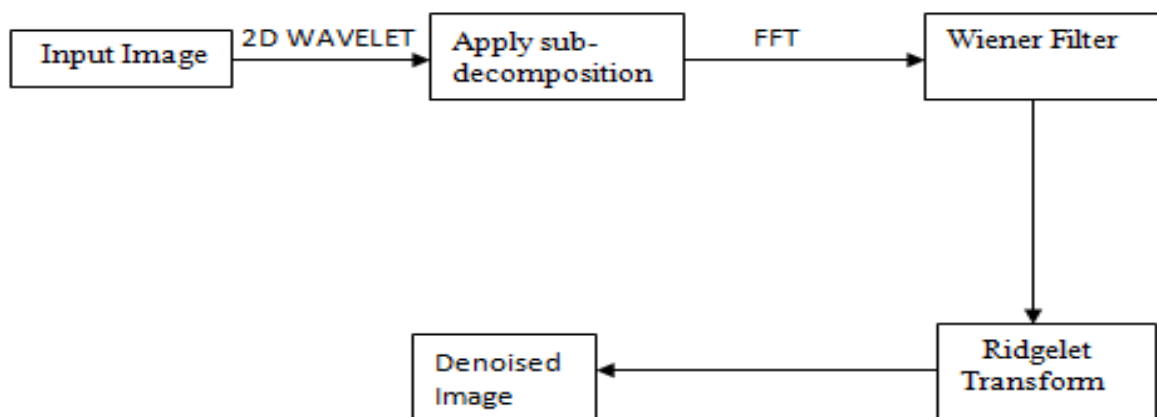 Input Image
2D WAVELET
Apply sub-
decomposition
FFT
Wiener Filter
Ridgelet
Transform
Denoised
Image